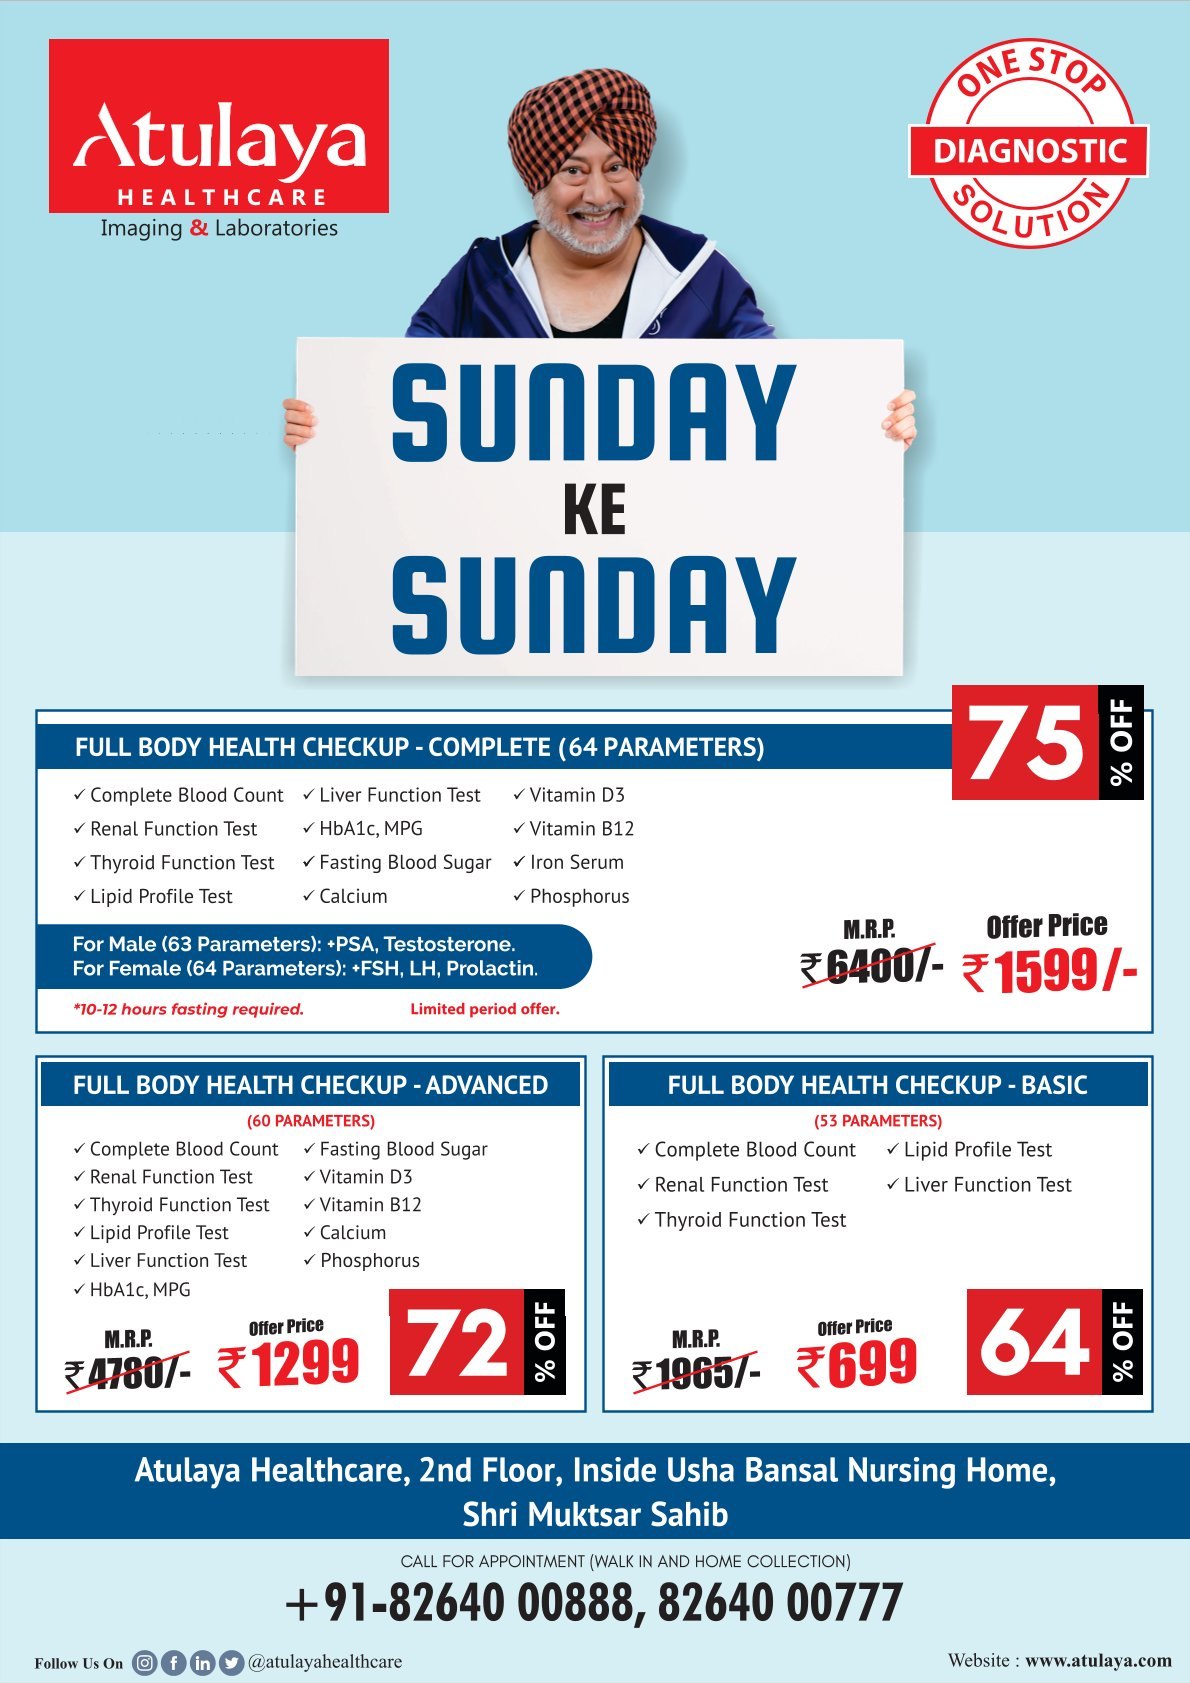 Atulaya
HEALTHCARE
Imaging & Laboratories
ONE STOP
DIAGNOSTIC
SOLUTION
SUNDAY
KE
SUNDAY
75 % OFF
FULL BODY HEALTH CHECKUP - COMPLETE (64 PARAMETERS)
✓ Complete Blood Count ✓ Liver Function Test ✓ Vitamin D3
✓ Renal Function Test ✓ HbA1c, MPG ✓ Vitamin B12
✓ Thyroid Function Test ✓ Fasting Blood Sugar ✓ Iron Serum
✓ Lipid Profile Test ✓ Calcium ✓ Phosphorus
For Male (63 Parameters): +PSA, Testosterone.
For Female (64 Parameters): +FSH, LH, Prolactin.
*10-12 hours fasting required. Limited period offer.
M.R.P. Offer Price
₹6400/- ₹1599/-
FULL BODY HEALTH CHECKUP - ADVANCED
(60 PARAMETERS)
✓ Complete Blood Count ✓ Fasting Blood Sugar
✓ Renal Function Test ✓ Vitamin D3
✓ Thyroid Function Test ✓ Vitamin B12
✓ Lipid Profile Test ✓ Calcium
✓ Liver Function Test ✓ Phosphorus
✓ HbA1c, MPG
M.R.P. Offer Price
₹4780/- ₹1299 72 % OFF
FULL BODY HEALTH CHECKUP - BASIC
(53 PARAMETERS)
✓ Complete Blood Count ✓ Lipid Profile Test
✓ Renal Function Test ✓ Liver Function Test
✓ Thyroid Function Test
M.R.P. Offer Price
₹1965/- ₹699 64 % OFF
Atulaya Healthcare, 2nd Floor, Inside Usha Bansal Nursing Home,
Shri Muktsar Sahib
CALL FOR APPOINTMENT (WALK IN AND HOME COLLECTION)
+91-82640 00888, 82640 00777
Follow Us On @atulayahealthcare Website : www.atulaya.com